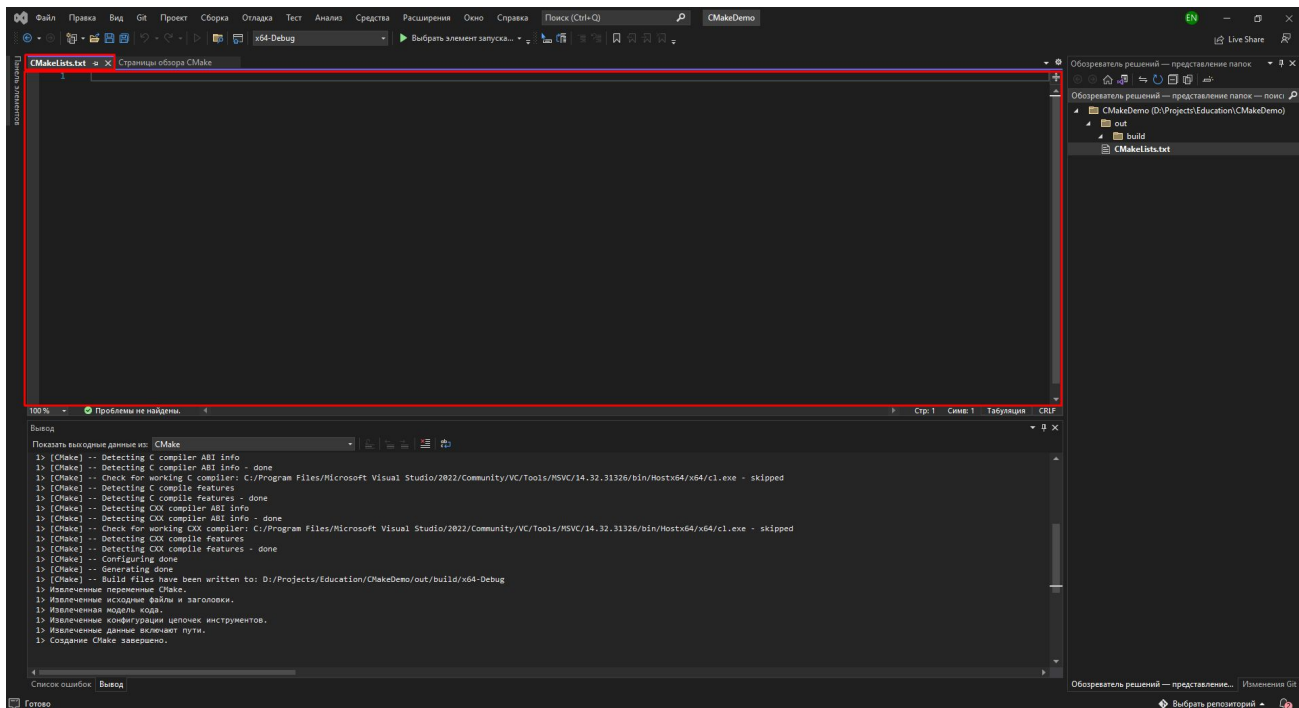 Файл Правка Вид Git Проект Сборка Отладка Тест Анализ Средства Расширения Окно Справка Поиск (Ctrl+Q) CMakeDemo EN
x64-Debug Выбрать элемент запуска... Live Share
Панель элементов
CMakeLists.txt Страницы обзора CMake
1
Обозреватель решений — представление папок
Обозреватель решений — представление папок — поиск
CMakeDemo (D:\Projects\Education\CMakeDemo)
out
build
CMakeLists.txt
100 % Проблемы не найдены. Стр: 1 Симв: 1 Табуляция CRLF
Вывод
Показать выходные данные из: CMake
1> [CMake] -- Detecting C compiler ABI info
1> [CMake] -- Detecting C compiler ABI info - done
1> [CMake] -- Check for working C compiler: C:/Program Files/Microsoft Visual Studio/2022/Community/VC/Tools/MSVC/14.32.31326/bin/Hostx64/x64/cl.exe - skipped
1> [CMake] -- Detecting C compile features
1> [CMake] -- Detecting C compile features - done
1> [CMake] -- Detecting CXX compiler ABI info
1> [CMake] -- Detecting CXX compiler ABI info - done
1> [CMake] -- Check for working CXX compiler: C:/Program Files/Microsoft Visual Studio/2022/Community/VC/Tools/MSVC/14.32.31326/bin/Hostx64/x64/cl.exe - skipped
1> [CMake] -- Detecting CXX compile features
1> [CMake] -- Detecting CXX compile features - done
1> [CMake] -- Configuring done
1> [CMake] -- Generating done
1> [CMake] -- Build files have been written to: D:/Projects/Education/CMakeDemo/out/build/x64-Debug
1> Извлеченные переменные CMake.
1> Извлеченные исходные файлы и заголовки.
1> Извлеченная модель кода.
1> Извлеченные конфигурации цепочек инструментов.
1> Извлеченные данные включают пути.
1> Создание CMake завершено.
Список ошибок Вывод
Обозреватель решений — представление... Изменения Git
Готово Выбрать репозиторий